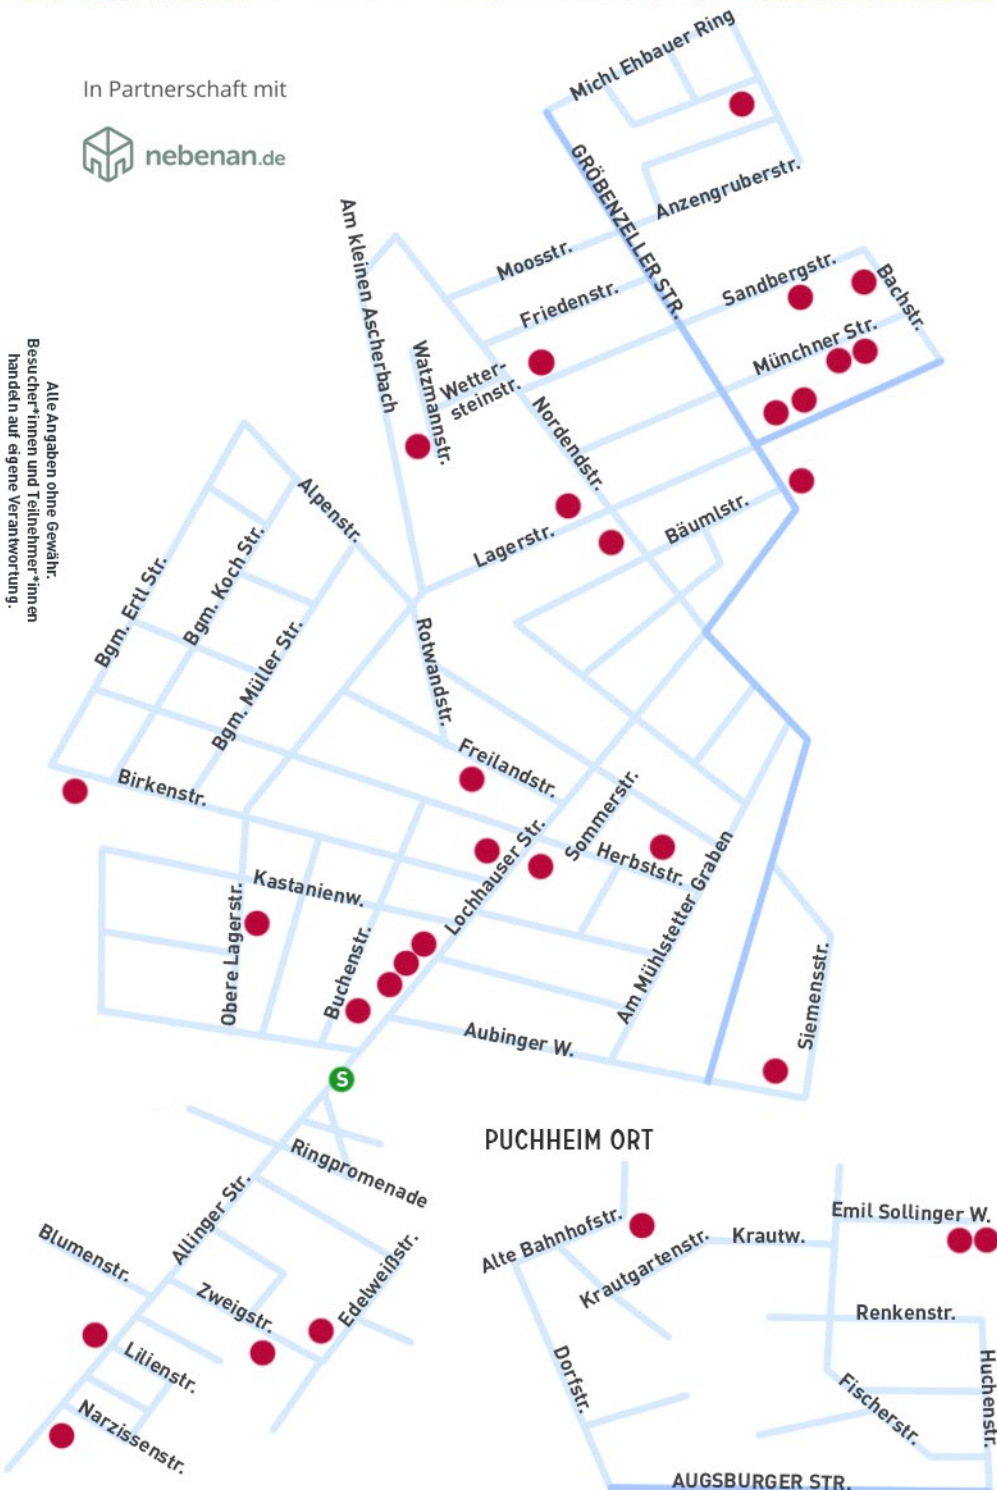 In Partnerschaft mit
nebenan.de
Michl Ehbauer Ring
GRÖBENZELLER STR.
Anzengruberstr.
Am kleinen Ascherbach
Moosstr.
Friedenstr.
Sandbergstr.
Bachstr.
Münchner Str.
Watzmannstr.
Wetter-
steinstr.
Nordendstr.
Alle Angaben ohne Gewähr.
Besucher*innen und Teilnehmer*innen
handeln auf eigene Verantwortung.
Alpenstr.
Lagerstr.
Bäumlstr.
Bgm. Ertl Str.
Bgm. Koch Str.
Bgm. Müller Str.
Rotwandstr.
Freilandstr.
Birkenstr.
Sommerstr.
Lochhauser Str.
Herbststr.
Kastanienw.
Obere Lagerstr.
Buchenstr.
Am Mühlstetter Graben
Aubinger W.
Siemensstr.
S
PUCHHEIM ORT
Ringpromenade
Allinger Str.
Blumenstr.
Zweigstr.
Edelweißstr.
Lilienstr.
Narzissenstr.
Alte Bahnhofstr.
Krautgartenstr.
Krautw.
Emil Sollinger W.
Renkenstr.
Dorfstr.
Fischerstr.
Huchenstr.
AUGSBURGER STR.